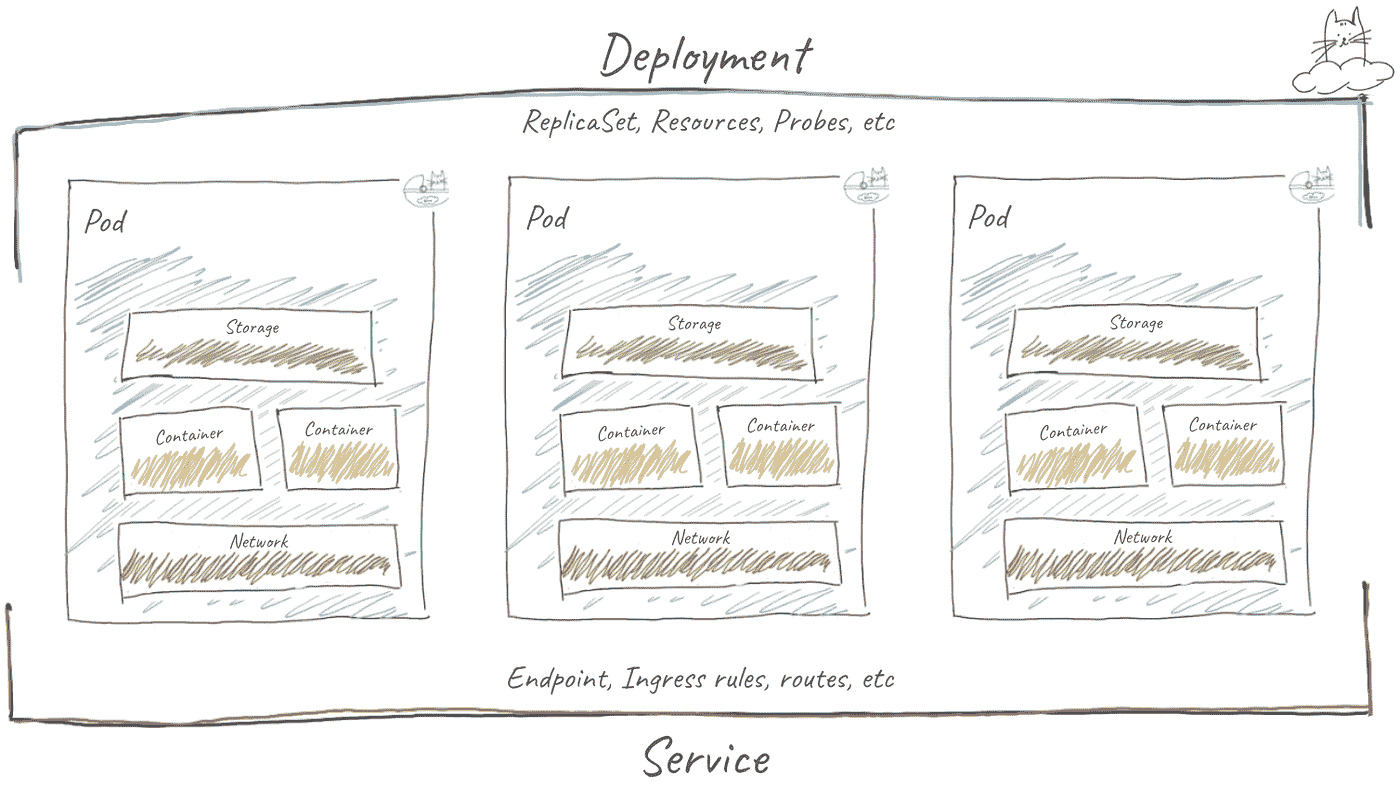 Deployment
ReplicaSet, Resources, Probes, etc
Pod
Storage
Container
Container
Network
Pod
Storage
Container
Container
Network
Pod
Storage
Container
Container
Network
Endpoint, Ingress rules, routes, etc
Service